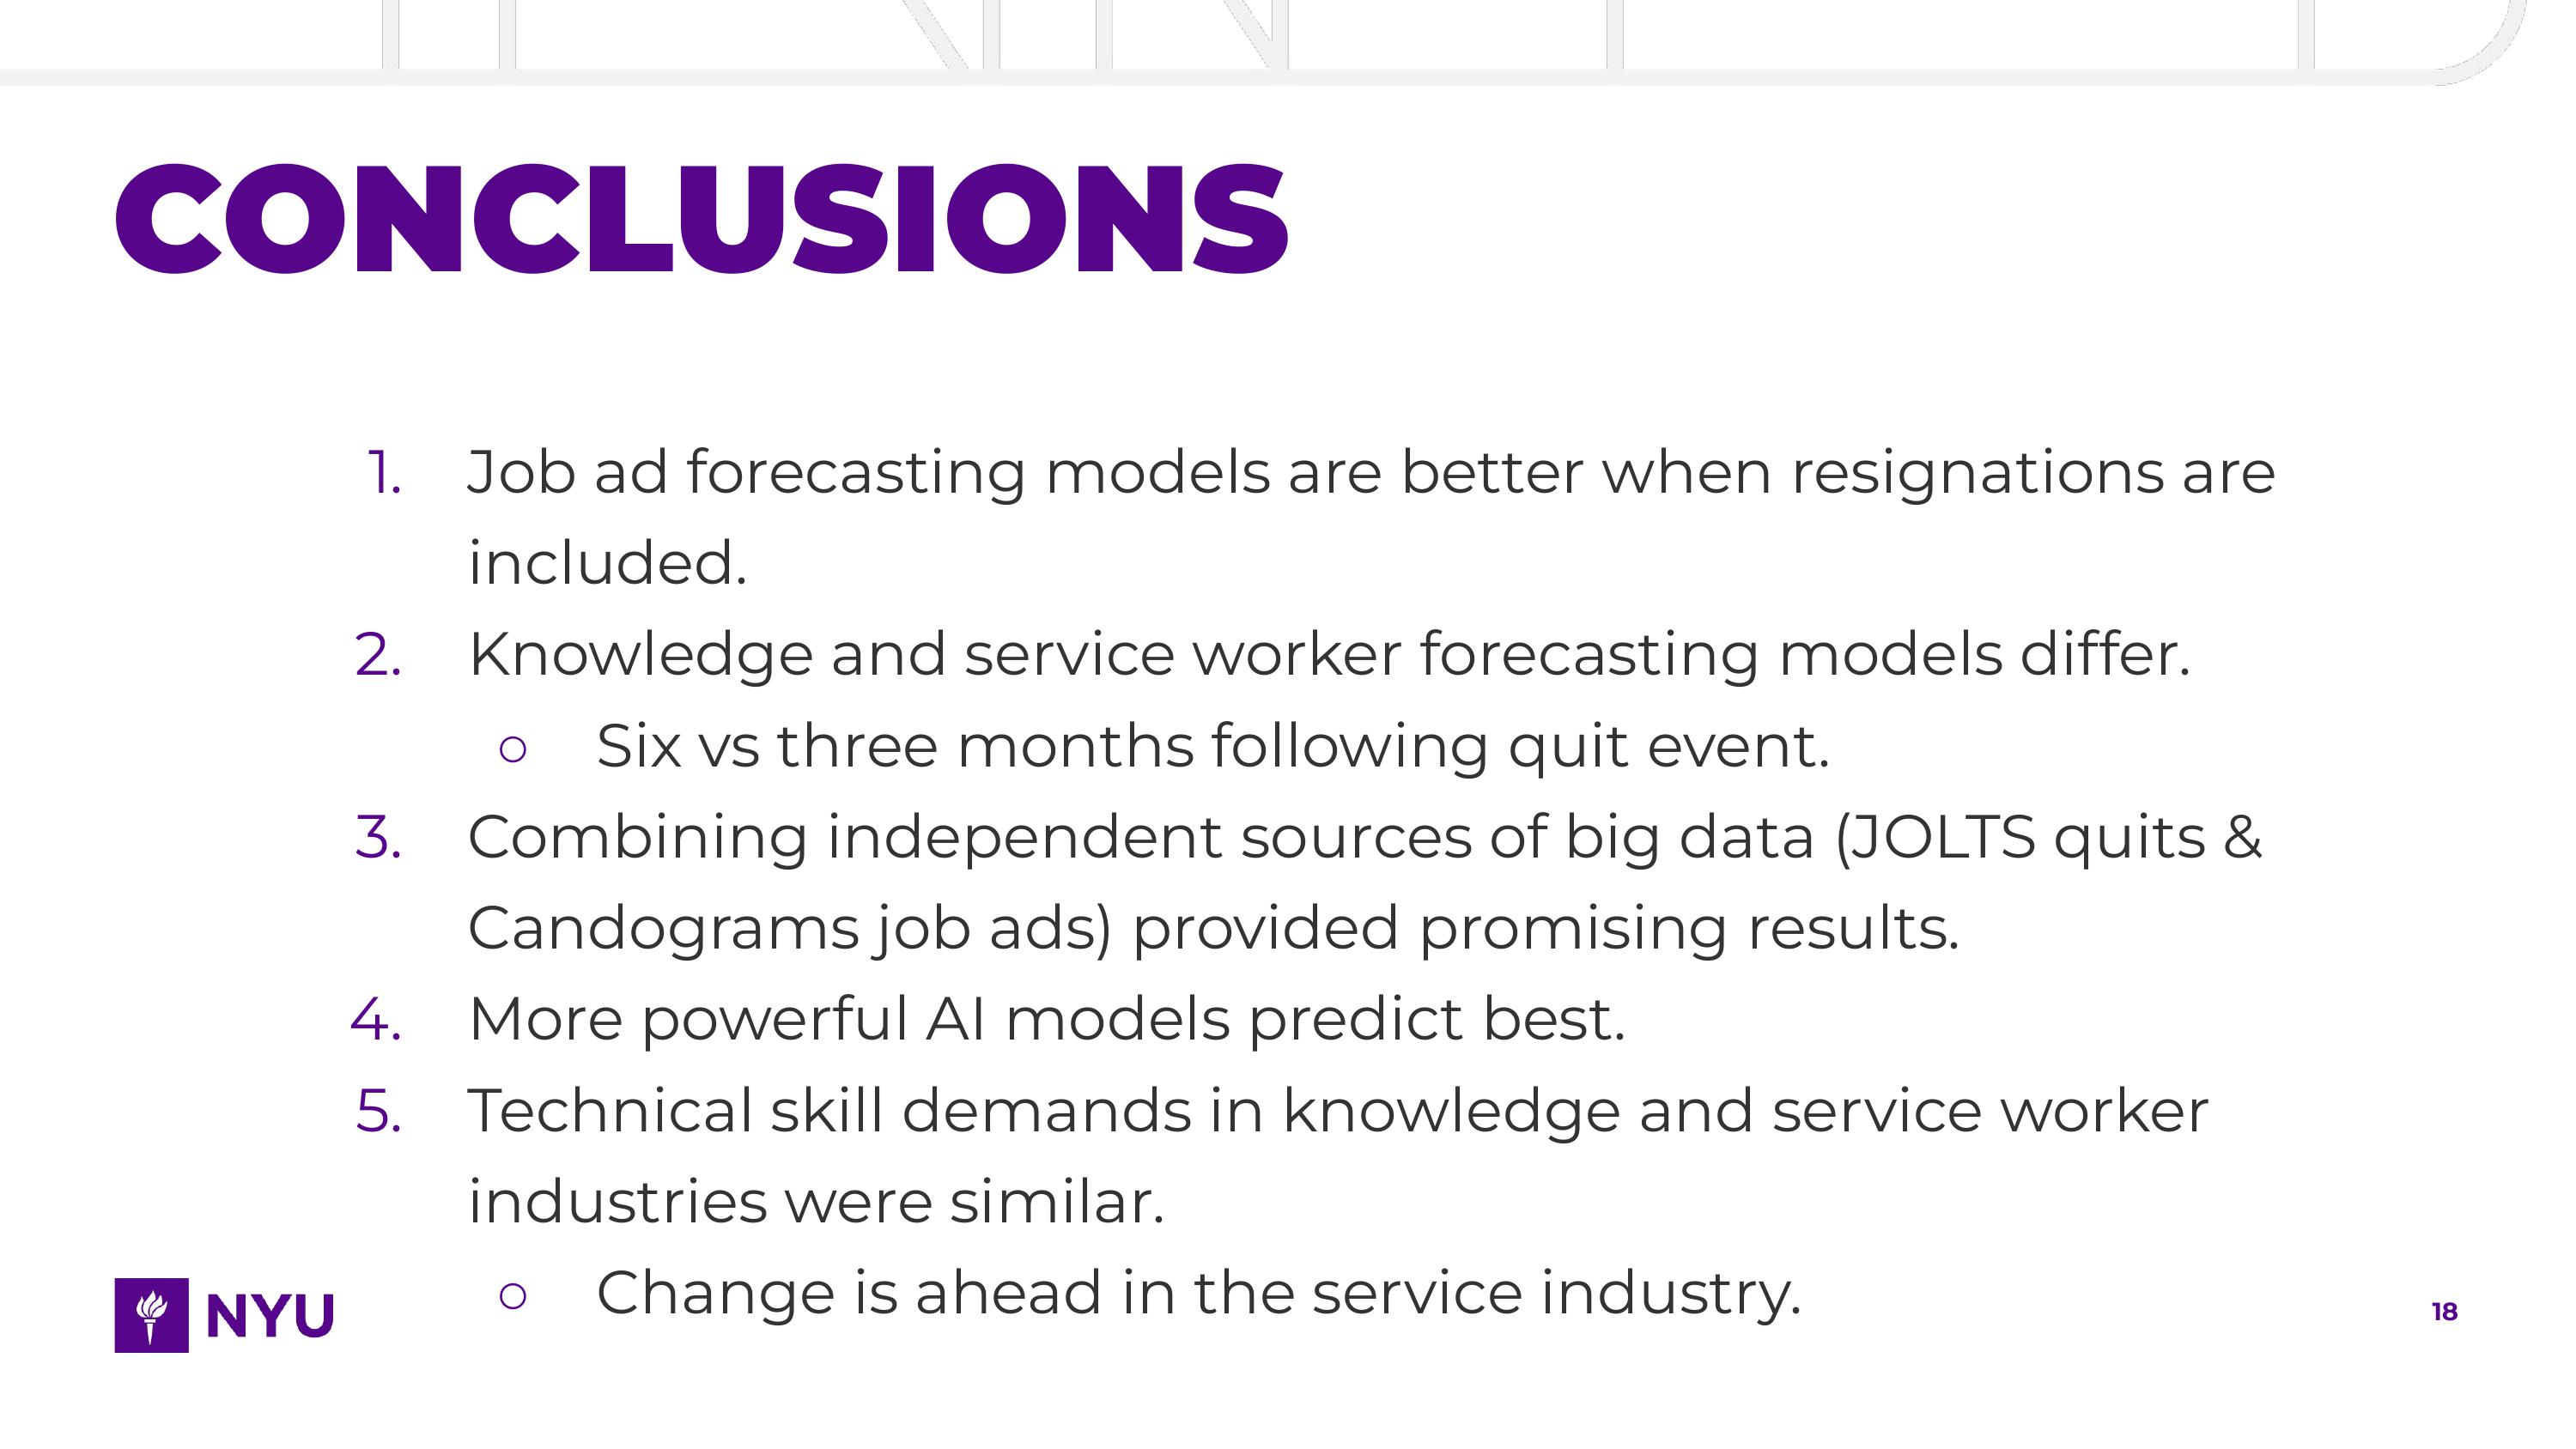 CONCLUSIONS
1. Job ad forecasting models are better when resignations are
included.
2. Knowledge and service worker forecasting models differ.
○ Six vs three months following quit event.
3. Combining independent sources of big data (JOLTS quits &
Candograms job ads) provided promising results.
4. More powerful AI models predict best.
5. Technical skill demands in knowledge and service worker
industries were similar.
○ Change is ahead in the service industry.
NYU
18